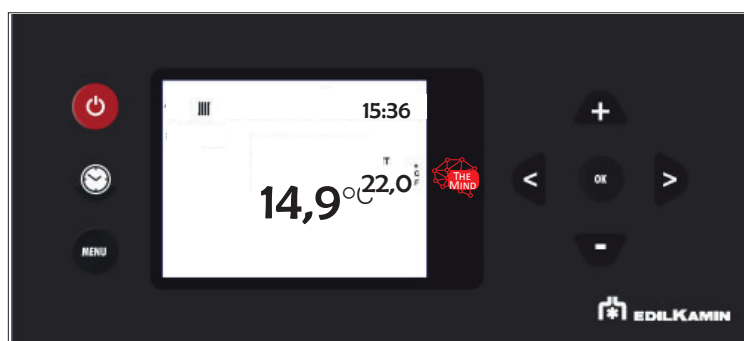 15:36
T
°C
F
22,0
14,9°C
THE
MIND
<
OK
>
+
-
MENU
EDILKAMIN